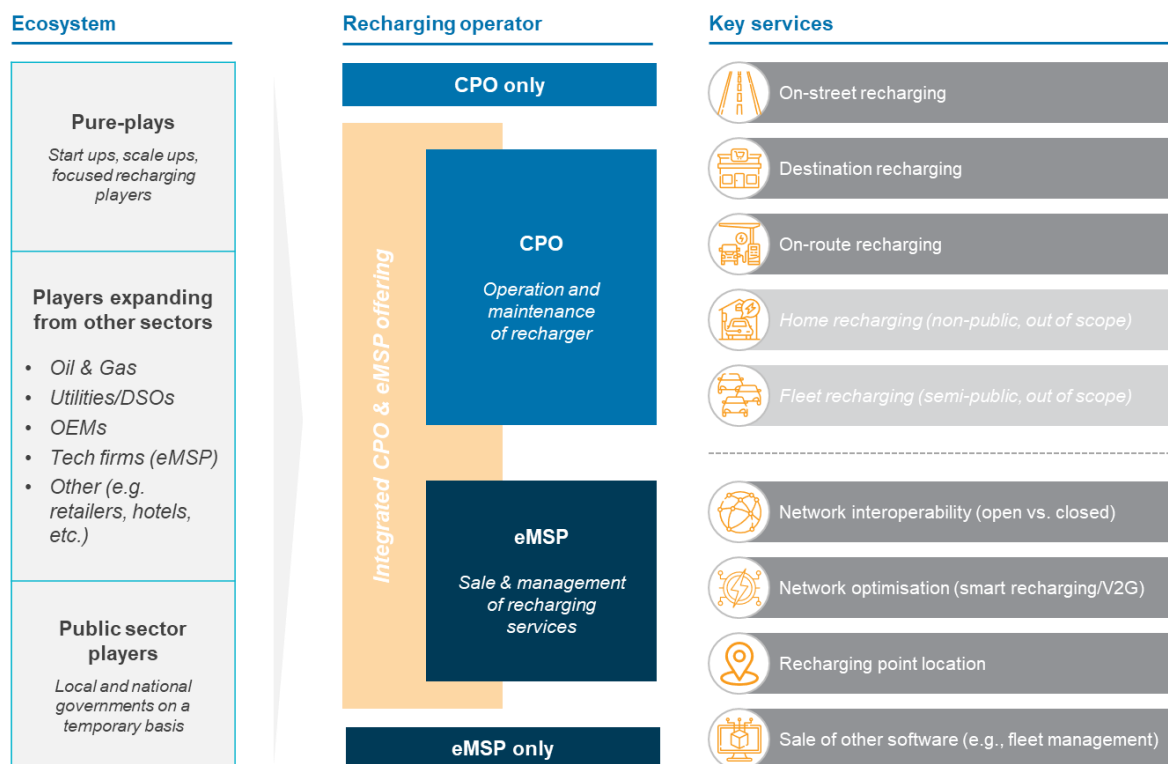 Ecosystem
Pure-plays
Start ups, scale ups,
focused recharging
players
Players expanding
from other sectors
• Oil & Gas
• Utilities/DSOs
• OEMs
• Tech firms (eMSP)
• Other (e.g.
retailers, hotels,
etc.)
Public sector
players
Local and national
governments on a
temporary basis
Recharging operator
CPO only
Integrated CPO & eMSP offering
CPO
Operation and
maintenance
of recharger
eMSP
Sale & management
of recharging
services
eMSP only
Key services
On-street recharging
Destination recharging
On-route recharging
Home recharging (non-public, out of scope)
Fleet recharging (semi-public, out of scope)
Network interoperability (open vs. closed)
Network optimisation (smart recharging/V2G)
Recharging point location
Sale of other software (e.g., fleet management)